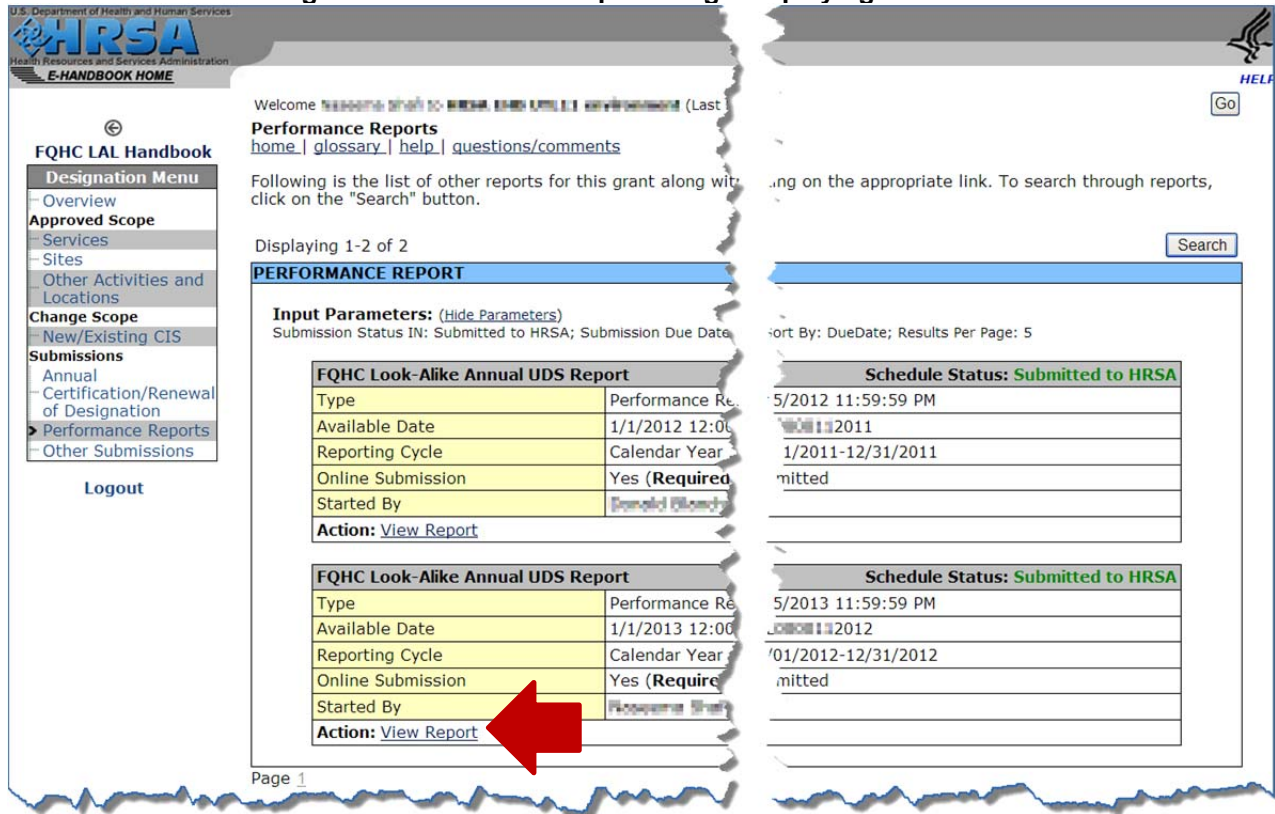 U.S. Department of Health and Human Services
HRSA
Health Resources and Services Administration
E-HANDBOOK HOME
HELP
Welcome (Last
Go
Performance Reports
home | glossary | help | questions/comments
Following is the list of other reports for this grant along ng on the appropriate link. To search through reports,
click on the "Search" button.
Displaying 1-2 of 2
Search
FQHC LAL Handbook
Designation Menu
Overview
Approved Scope
Services
Sites
Other Activities and
Locations
Change Scope
New/Existing CIS
Submissions
Annual
Certification/Renewal
of Designation
Performance Reports
Other Submissions
Logout
PERFORMANCE REPORT
Input Parameters: (Hide Parameters)
Submission Status IN: Submitted to HRSA; Submission Due Date ort By: DueDate; Results Per Page: 5
FQHC Look-Alike Annual UDS Report Schedule Status: Submitted to HRSA
Type Performance Re 5/2012 11:59:59 PM
Available Date 1/1/2012 12:00 2011
Reporting Cycle Calendar Year 1/2011-12/31/2011
Online Submission Yes (Required mitted
Started By
Action: View Report
FQHC Look-Alike Annual UDS Report Schedule Status: Submitted to HRSA
Type Performance Re 5/2013 11:59:59 PM
Available Date 1/1/2013 12:00 2012
Reporting Cycle Calendar Year /01/2012-12/31/2012
Online Submission Yes (Require mitted
Started By
Action: View Report
Page 1